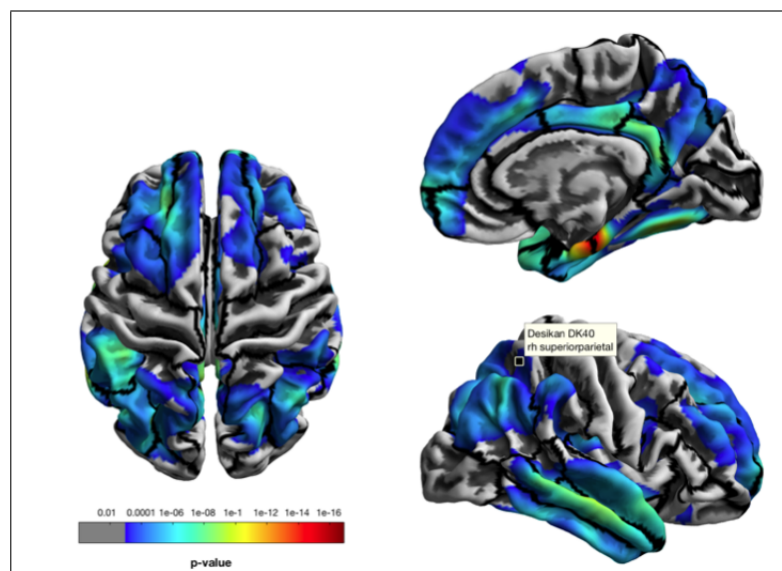 Desikan DK40
rh superiorparietal
0.01 0.0001 1e-06 1e-08 1e-1 1e-12 1e-14 1e-16
p-value